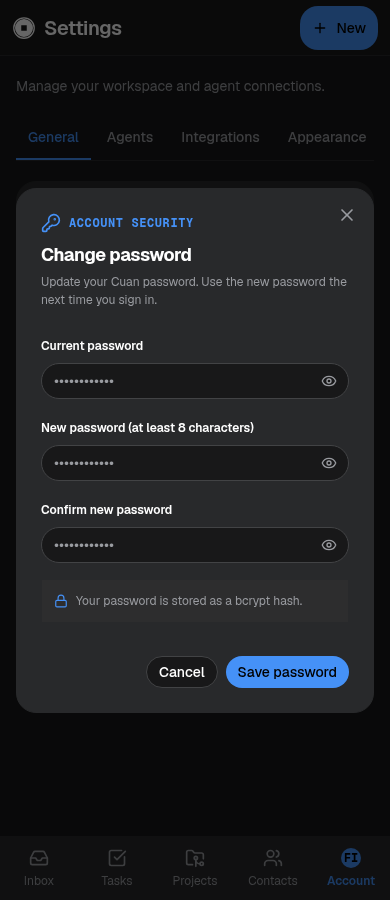 Settings
New
Manage your workspace and agent connections.
General Agents Integrations Appearance
ACCOUNT SECURITY
Change password
Update your Cuan password. Use the new password the
next time you sign in.
Current password
••••••••••••
New password (at least 8 characters)
••••••••••••
Confirm new password
••••••••••••
Your password is stored as a bcrypt hash.
Cancel Save password
FI
Inbox Tasks Projects Contacts Account